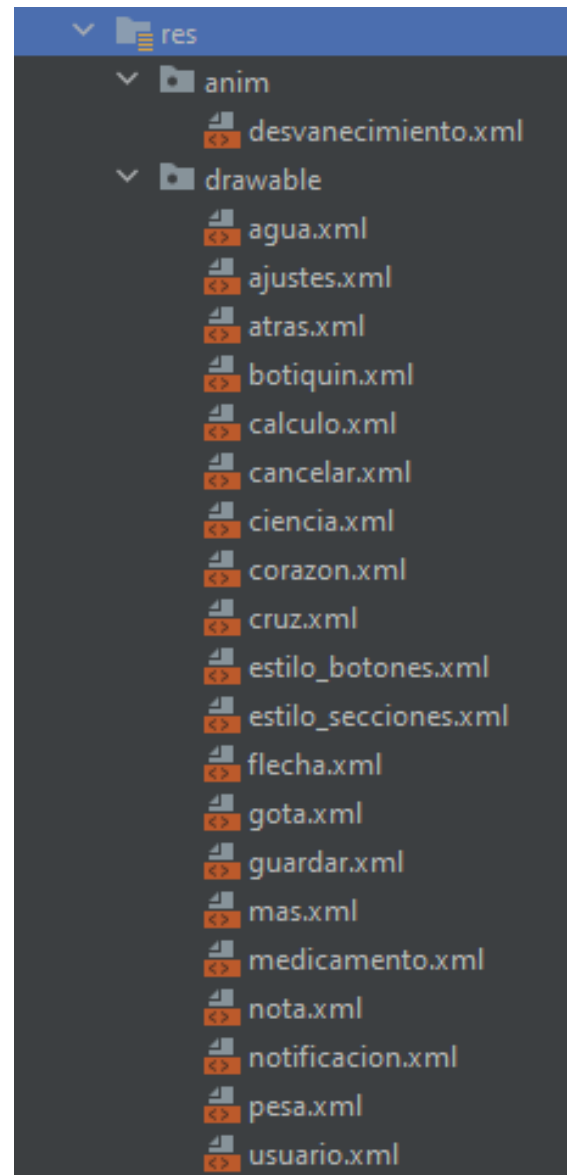 res
anim
desvanecimiento.xml
drawable
agua.xml
ajustes.xml
atras.xml
botiquin.xml
calculo.xml
cancelar.xml
ciencia.xml
corazon.xml
cruz.xml
estilo_botones.xml
estilo_secciones.xml
flecha.xml
gota.xml
guardar.xml
mas.xml
medicamento.xml
nota.xml
notificacion.xml
pesa.xml
usuario.xml